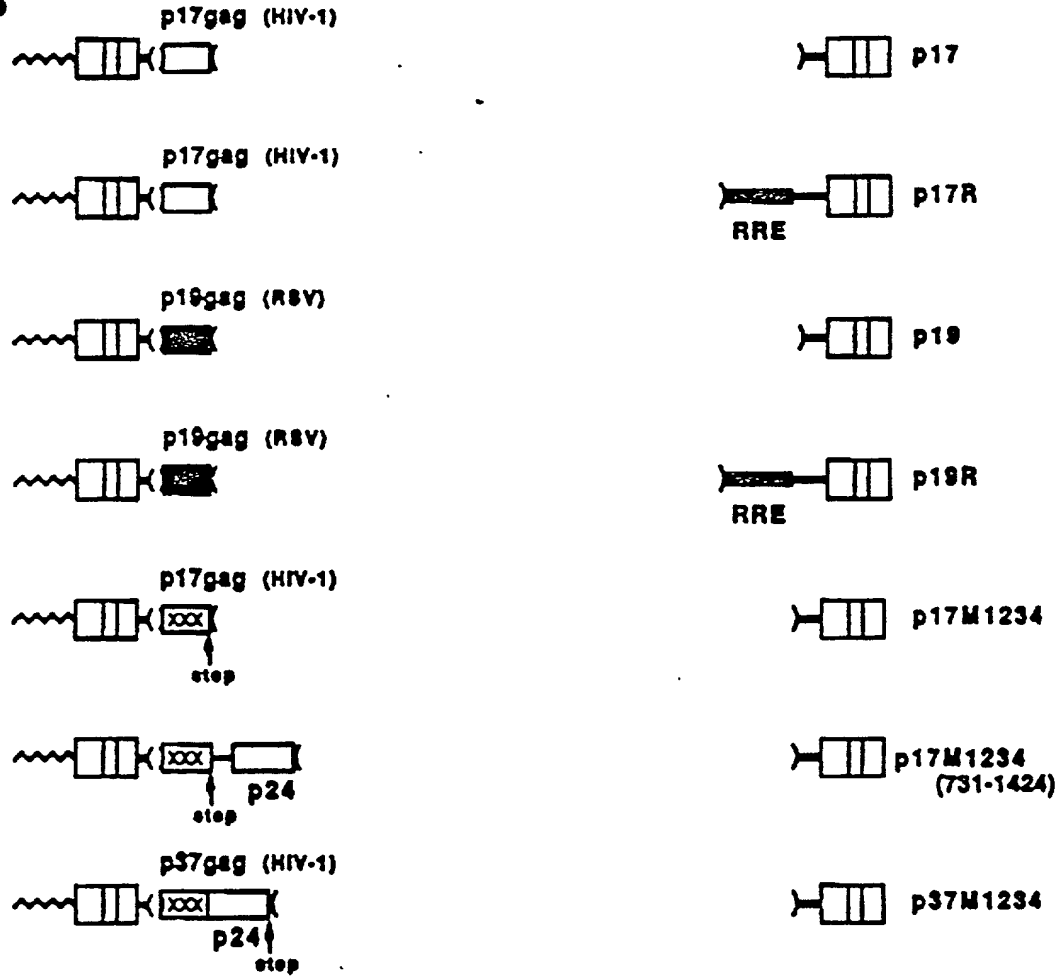 p17gag (HIV-1)
p17
p17gag (HIV-1)
p17R
RRE
p19gag (RSV)
p19
p19gag (RSV)
p19R
RRE
p17gag (HIV-1)
p17M1234
stop
p17M1234
(731-1424)
p24
stop
p37gag (HIV-1)
p37M1234
p24
stop